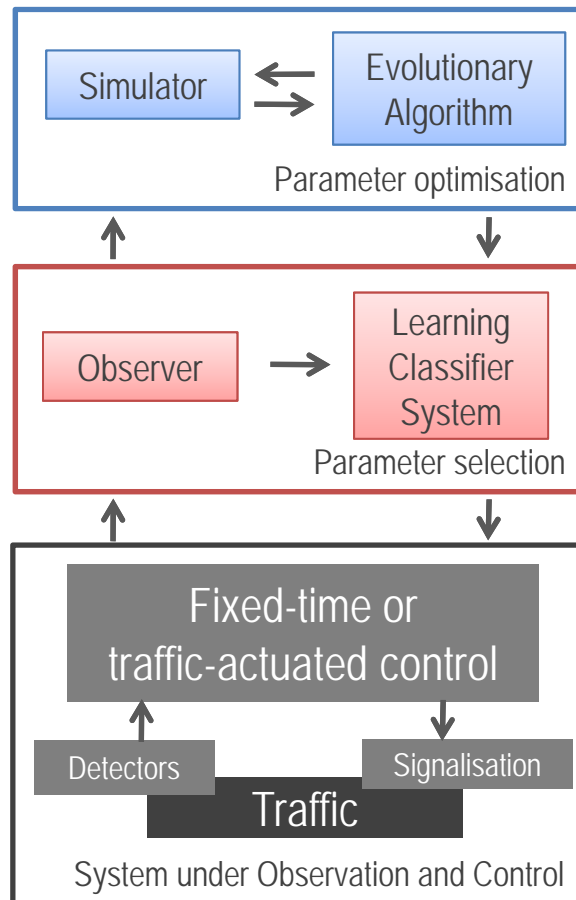 Simulator
Evolutionary
Algorithm
Parameter optimisation
Observer
Learning
Classifier
System
Parameter selection
Fixed-time or
traffic-actuated control
Detectors
Signalisation
Traffic
System under Observation and Control